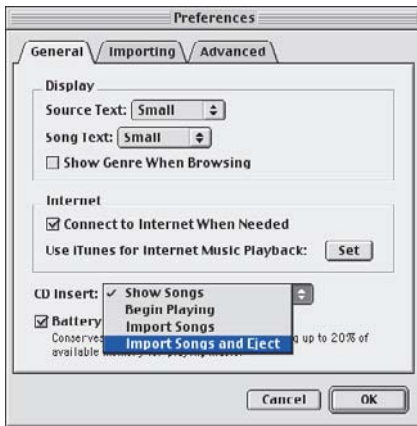 Preferences
General Importing Advanced
Display
Source Text: Small
Song Text: Small
Show Genre When Browsing
Internet
Connect to Internet When Needed
Use iTunes for Internet Music Playback: Set
CD Insert: Show Songs
Begin Playing
Import Songs
Import Songs and Eject
Battery
Conserves up to 20% of
available
Cancel OK